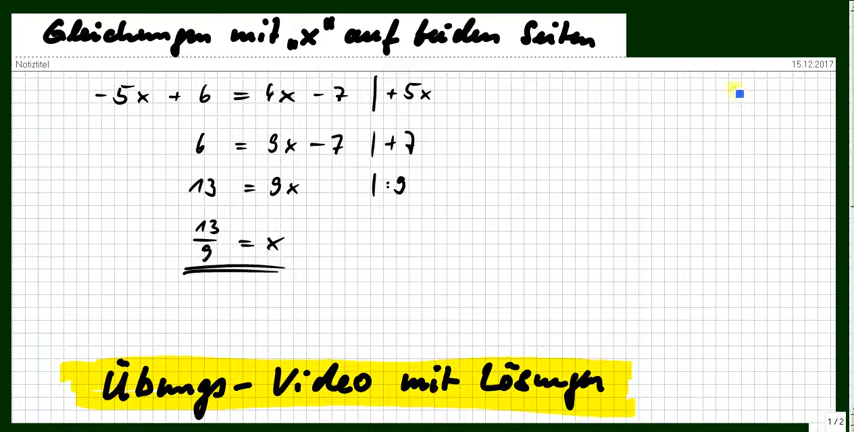 Gleichungen mit „x" auf beiden Seiten
Notiztitel 15.12.2017
-5x + 6 = 4x - 7 | +5x
6 = 9x - 7 | +7
13 = 9x | :9
13/9 = x
Übungs-Video mit Lösungen
1 / 2